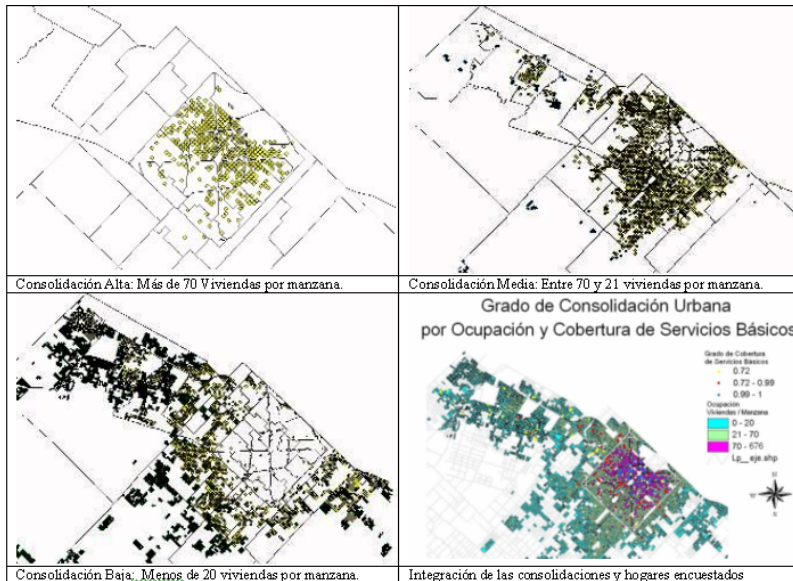 Consolidación Alta: Más de 70 Viviendas por manzana.
Consolidación Media: Entre 70 y 21 viviendas por manzana.
Consolidación Baja: Menos de 20 viviendas por manzana.
Grado de Consolidación Urbana
por Ocupación y Cobertura de Servicios Básicos
Grado de Cobertura
de Servicios Básicos
0.72
0.72 - 0.99
0.99 - 1
Ocupación
Viviendas / Manzana
0 - 20
21 - 70
70 - 676
Lp__eje.shp
Integración de las consolidaciones y hogares encuestados